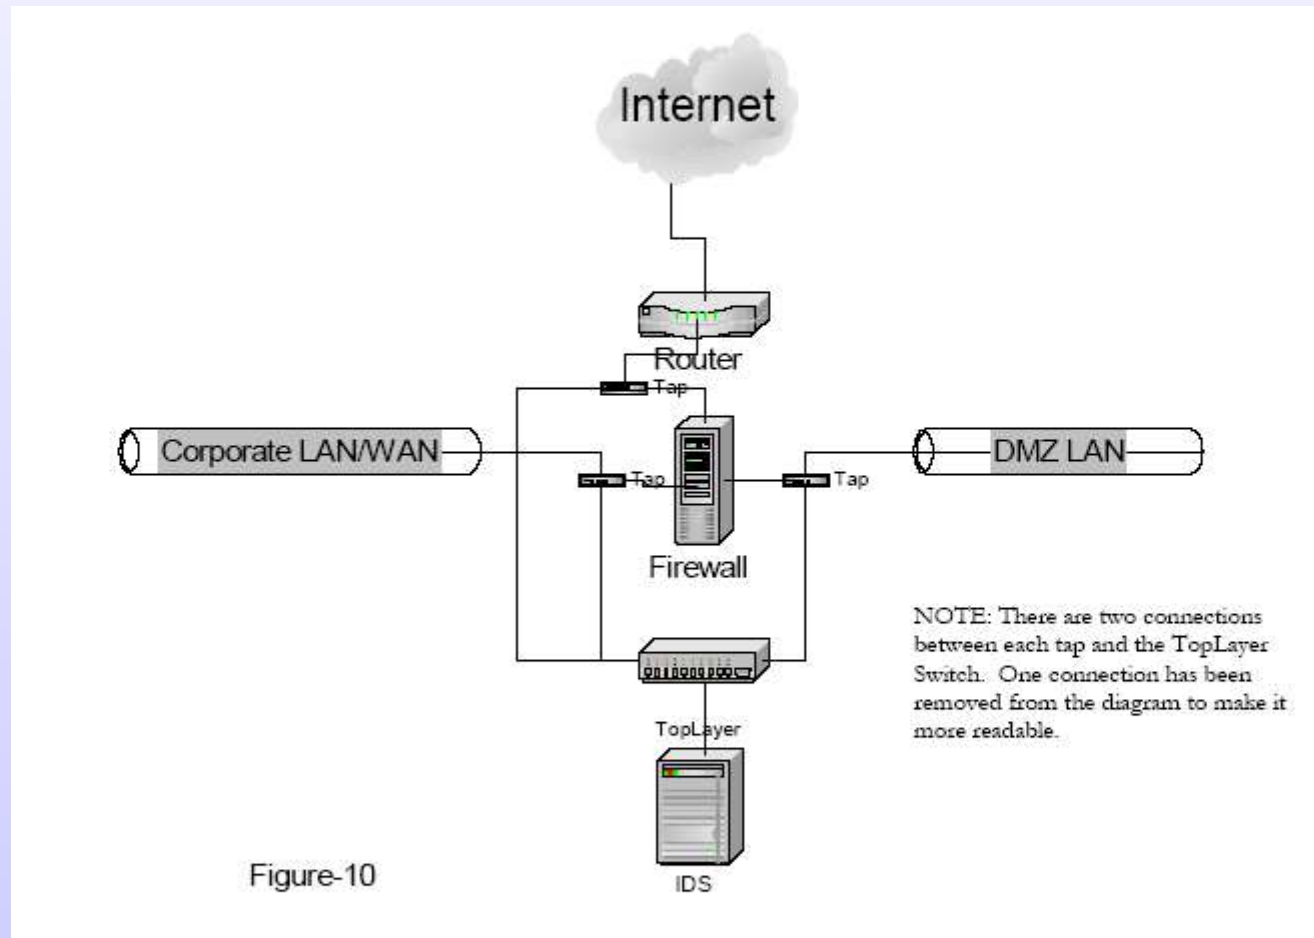 Internet
Router
Tap
Corporate LAN/WAN
DMZ LAN
Tap
Tap
Firewall
NOTE: There are two connections
between each tap and the TopLayer
Switch. One connection has been
removed from the diagram to make it
more readable.
TopLayer
Figure-10
IDS